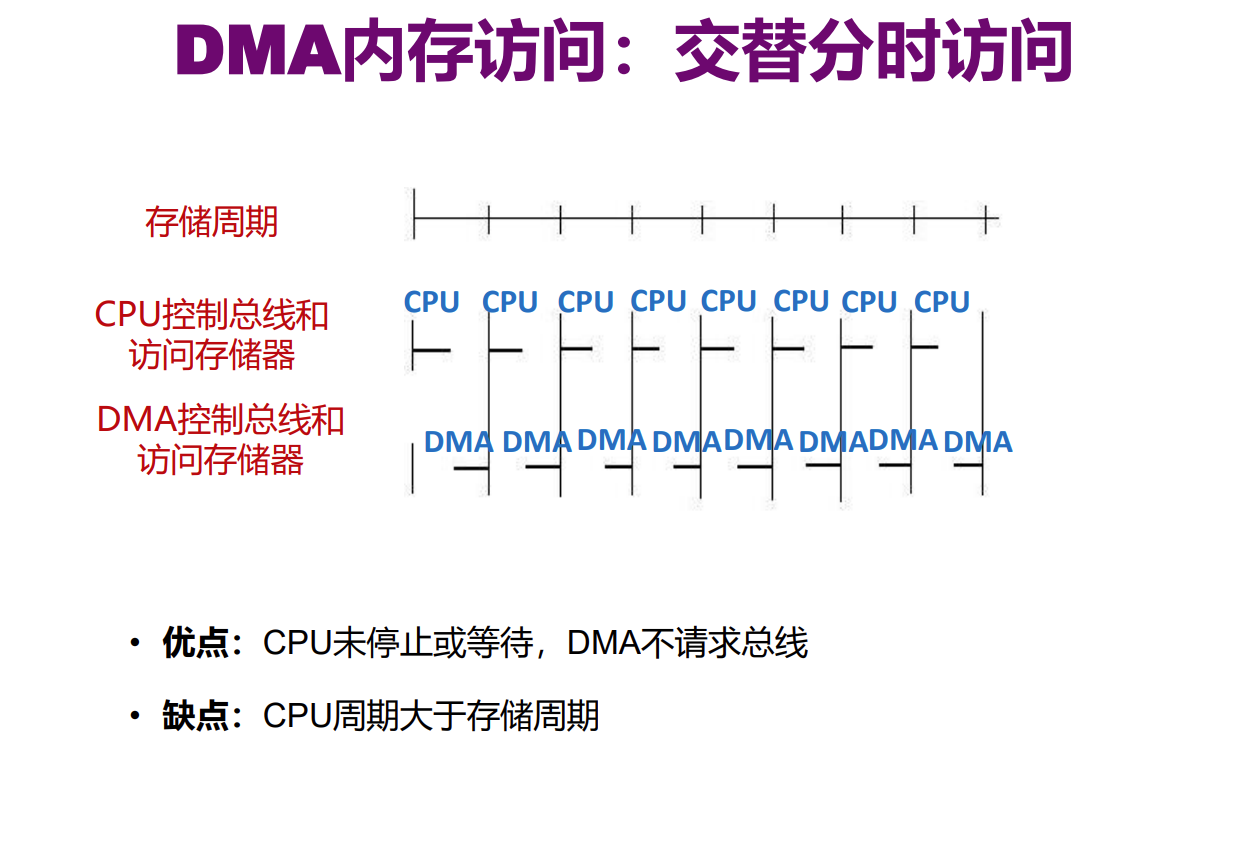 DMA内存访问：交替分时访问
存储周期
CPU控制总线和
访问存储器
CPU CPU CPU CPU CPU CPU CPU CPU
DMA控制总线和
访问存储器
DMA DMA DMA DMA DMA DMA DMA DMA
• 优点：CPU未停止或等待，DMA不请求总线
• 缺点：CPU周期大于存储周期